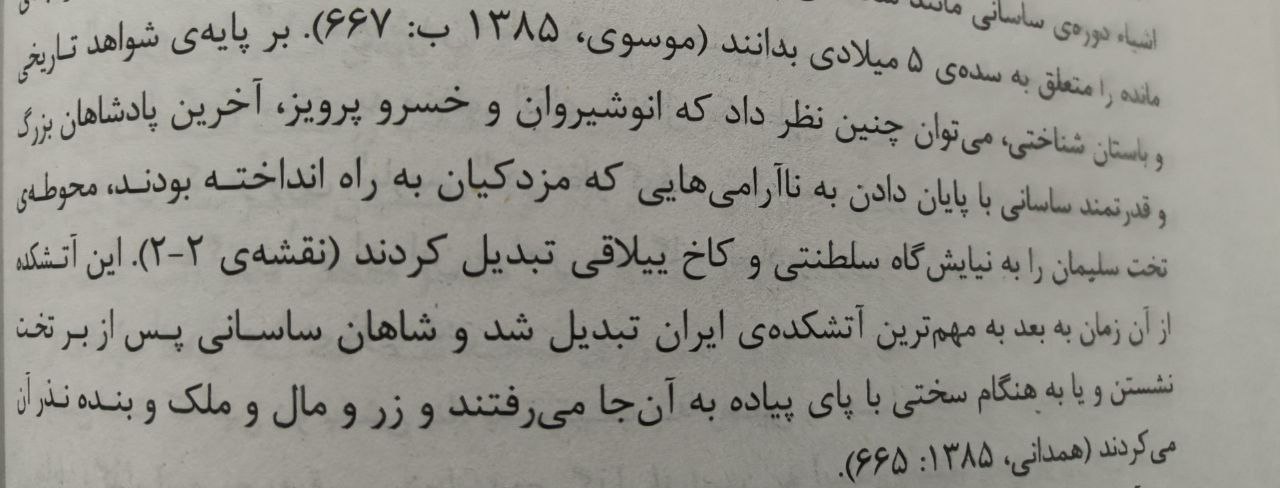 اشیاء دوره‌ی ساسانی مانند
مانده را متعلق به سده‌ی ۵ میلادی بدانند (موسوی، ۱۳۸۵ ب: ۶۶۷). بر پایه‌ی شواهد تاریخی
و باستان شناختی، می‌توان چنین نظر داد که انوشیروان و خسرو پرویز، آخرین پادشاهان بزرگ
و قدرتمند ساسانی با پایان دادن به ناآرامی‌هایی که مزدکیان به راه انداخته بودند، محوطه‌ی
تخت سلیمان را به نیایش‌گاه سلطنتی و کاخ ییلاقی تبدیل کردند (نقشه‌ی ۲-۲). این آتشکده
از آن زمان به بعد به مهم‌ترین آتشکده‌ی ایران تبدیل شد و شاهان ساسانی پس از بر تخت
نشستن و یا به هنگام سختی با پای پیاده به آن‌جا می‌رفتند و زر و مال و ملک و بنده نذر آن
می‌کردند (همدانی، ۱۳۸۵: ۶۶۵).